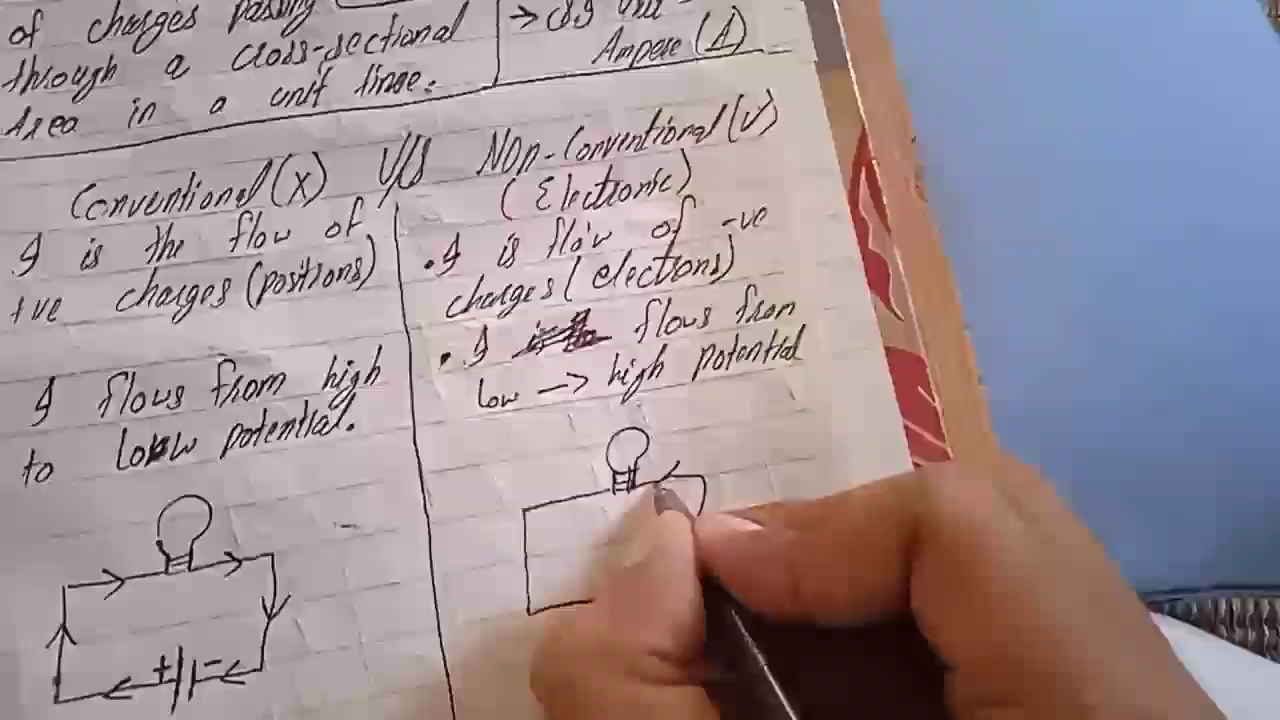 of charges passing
through a cross-sectional
Area in a unit time.
→
Ampere (A)
Conventional (X) V/S Non-Conventional (✓)
(Electronic)
I is the flow of
+ve charges (positions)
I flows from high
to low potential.
+ -
• I is flow of -ve
charges (electrons)
• I flows from
low → high potential